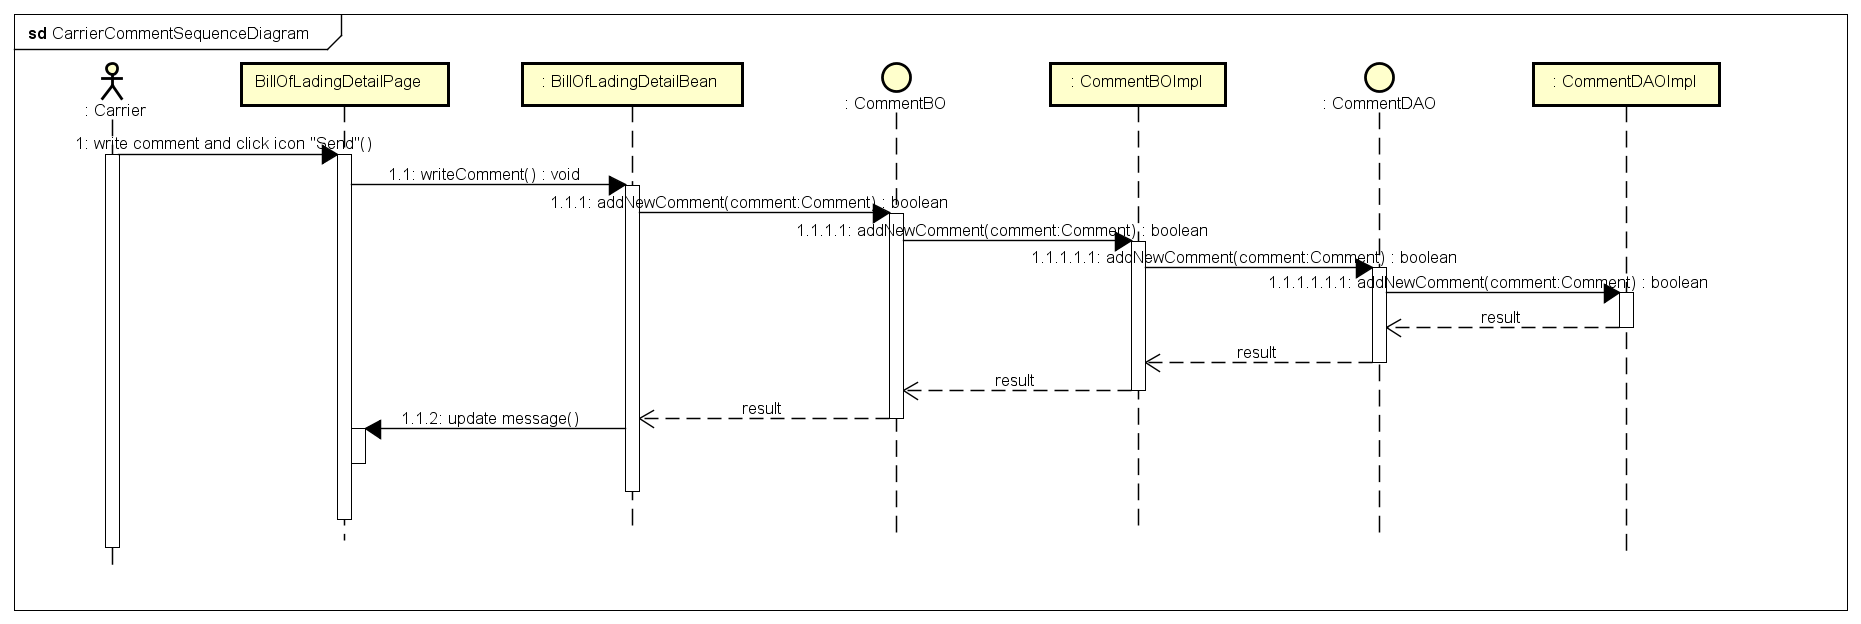 sd CarrierCommentSequenceDiagram
: Carrier
BillOfLadingDetailPage
: BillOfLadingDetailBean
: CommentBO
: CommentBOImpl
: CommentDAO
: CommentDAOImpl
1: write comment and click icon "Send"()
1.1: writeComment() : void
1.1.1: addNewComment(comment:Comment) : boolean
1.1.1.1: addNewComment(comment:Comment) : boolean
1.1.1.1.1: addNewComment(comment:Comment) : boolean
1.1.1.1.1.1: addNewComment(comment:Comment) : boolean
result
result
result
result
1.1.2: update message()